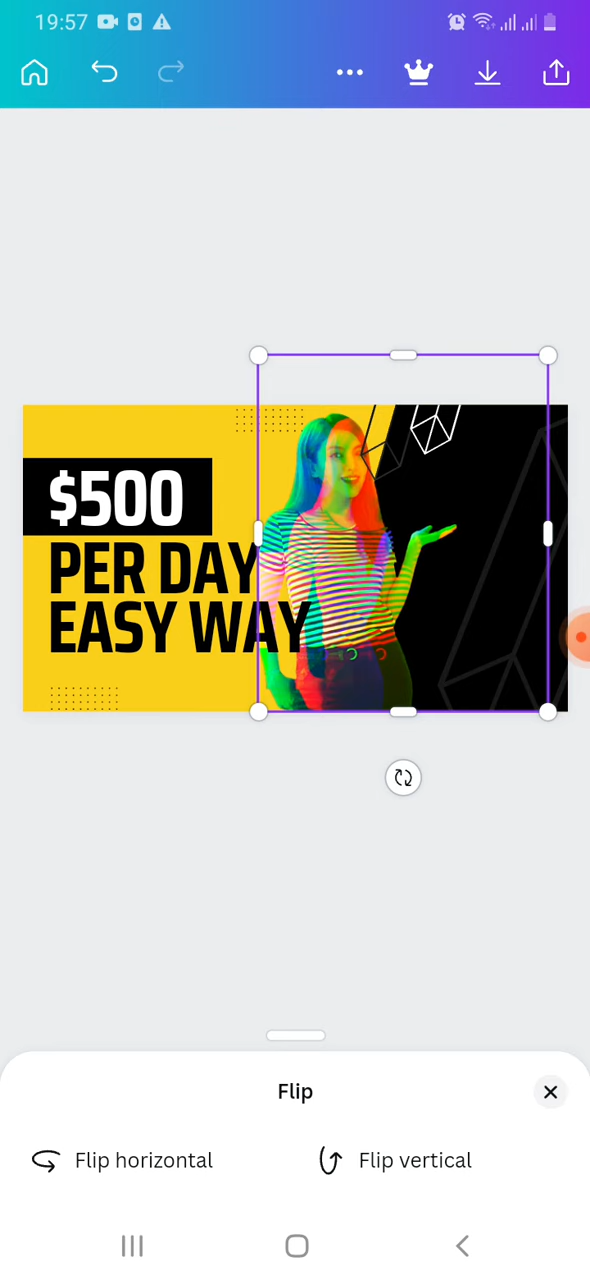 19:57
$500
PER DAY
EASY WAY
Flip
Flip horizontal
Flip vertical